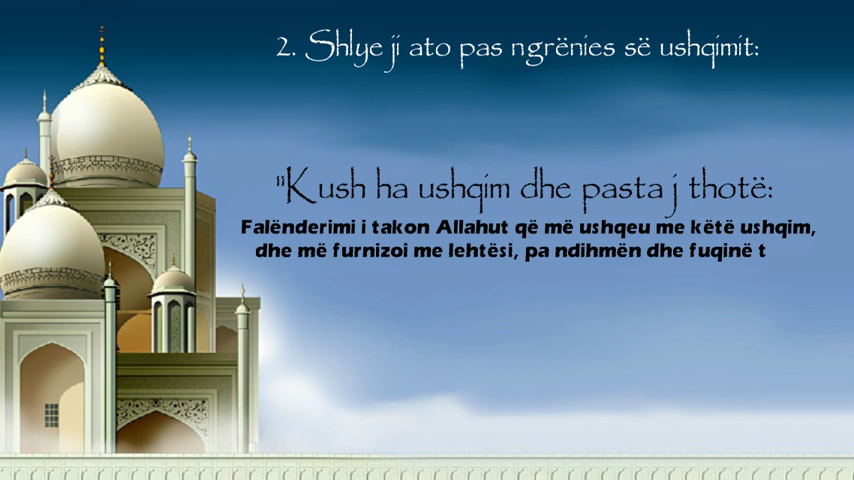 2. Shlye ji ato pas ngrënies së ushqimit:
"Kush ha ushqim dhe pasta j thotë:
Falënderimi i takon Allahut që më ushqeu me këtë ushqim,
dhe më furnizoi me lehtësi, pa ndihmën dhe fuqinë t